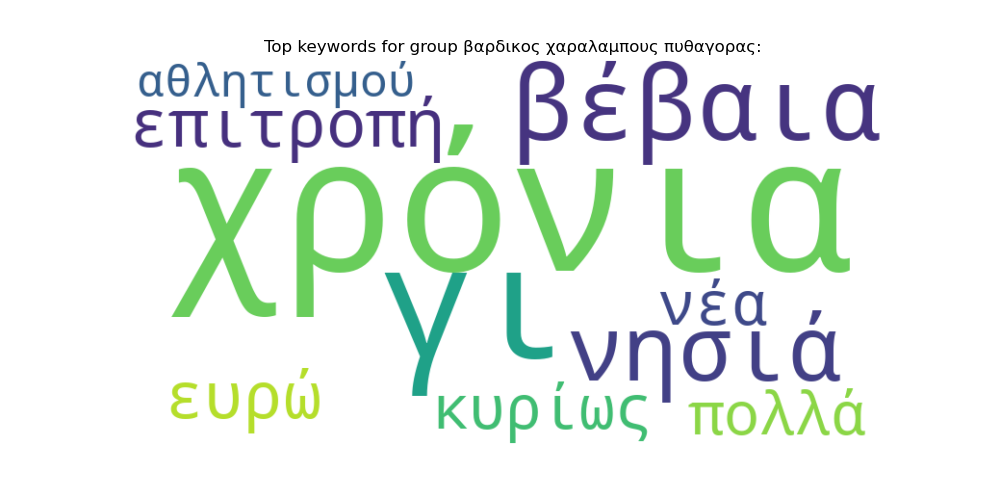 Top keywords for group βαρδικος χαραλαμπους πυθαγορας:
αθλητισμού
επιτροπή
βέβαια
χρόνια
γι
νέα
νησιά
ευρώ
κυρίως
πολλά